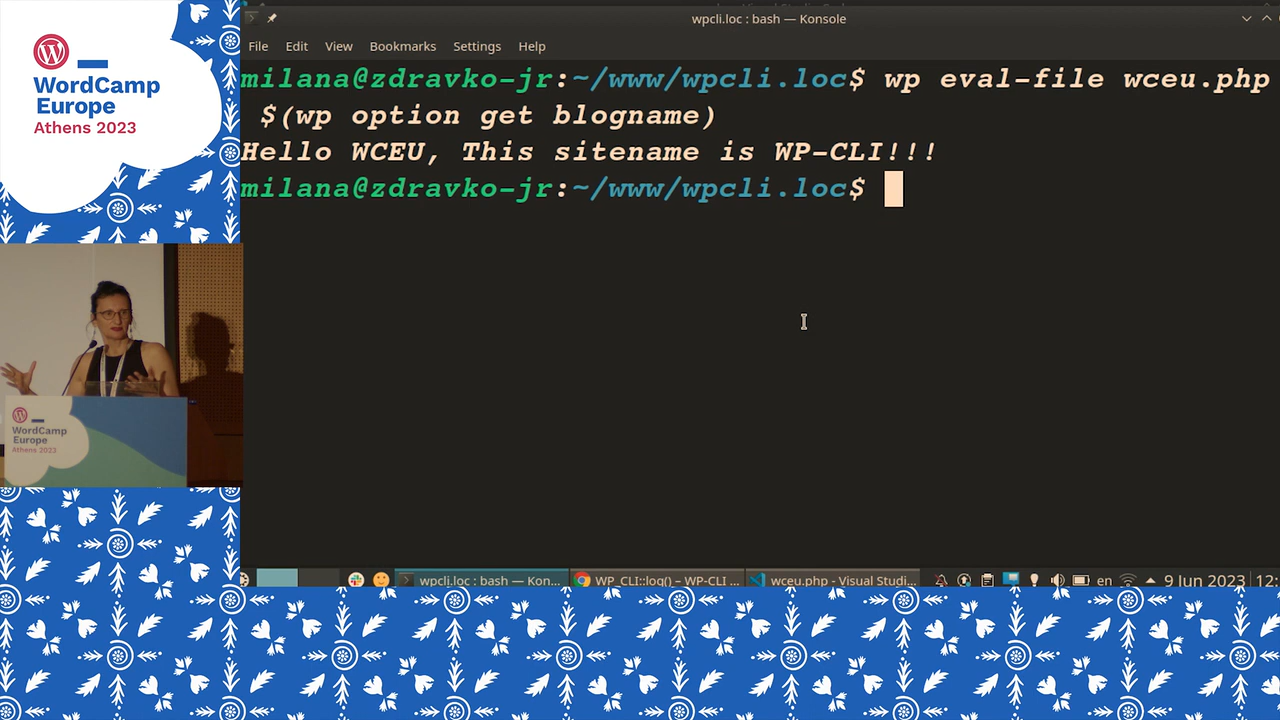 WordCamp
Europe
Athens 2023
wpcli.loc : bash — Konsole
File Edit View Bookmarks Settings Help
milana@zdravko-jr:~/www/wpcli.loc$ wp eval-file wceu.php
$(wp option get blogname)
Hello WCEU, This sitename is WP-CLI!!!
milana@zdravko-jr:~/www/wpcli.loc$
WordCamp
Europe
Athens 2023
wpcli.loc : bash — Kon... WP_CLI::log() – WP-CLI ... wceu.php - Visual Studi... en 9 Jun 2023 12: